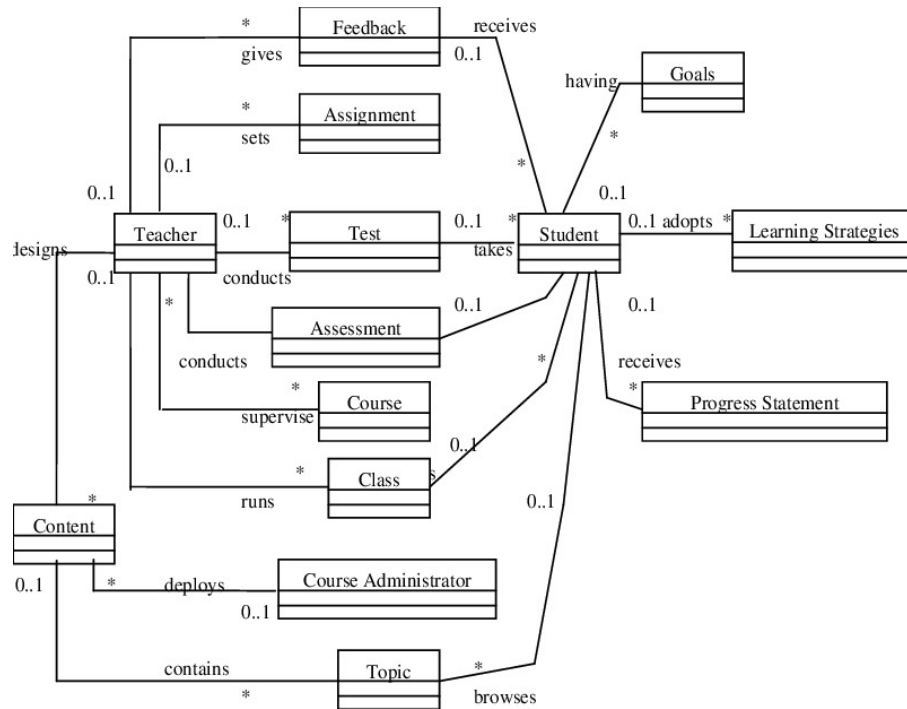 * Feedback receives
gives 0..1
Goals
having
* Assignment
sets *
0..1 *
0..1 0..1
Teacher 0..1 * Test 0..1 * Student 0..1 adopts * Learning Strategies
designs conducts takes
0..1
* 0..1 0..1
Assessment
conducts * receives
* Course * Progress Statement
supervise
0..1
* Class s
runs 0..1
*
Content
0..1 * deploys Course Administrator
0..1
contains Topic *
* browses